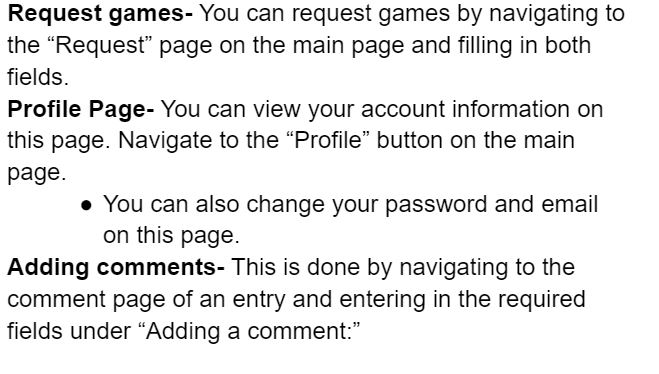 Request games- You can request games by navigating to
the “Request” page on the main page and filling in both
fields.
Profile Page- You can view your account information on
this page. Navigate to the “Profile” button on the main
page.
● You can also change your password and email
on this page.
Adding comments- This is done by navigating to the
comment page of an entry and entering in the required
fields under “Adding a comment:”